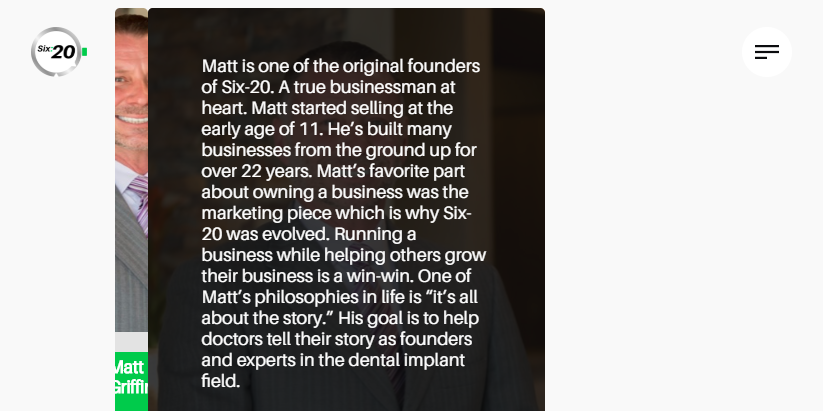 Six:20
Matt is one of the original founders
of Six-20. A true businessman at
heart. Matt started selling at the
early age of 11. He’s built many
businesses from the ground up for
over 22 years. Matt’s favorite part
about owning a business was the
marketing piece which is why Six-
20 was evolved. Running a
business while helping others grow
their business is a win-win. One of
Matt’s philosophies in life is “it’s all
about the story.” His goal is to help
doctors tell their story as founders
and experts in the dental implant
field.
Matt
Griffin